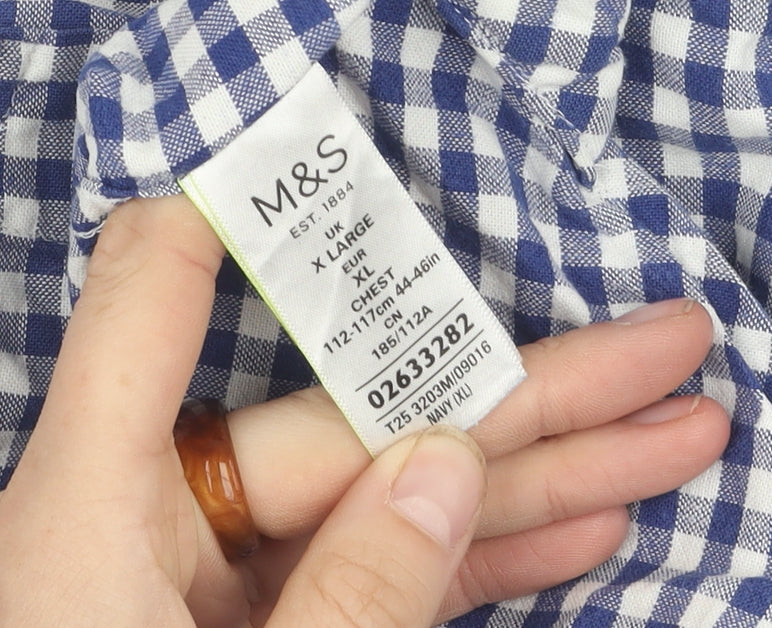 M&S
EST. 1884
UK
X LARGE
EUR
XL
CHEST
112-117cm 44-46in
CN
185/112A
02633282
T25 3203M/09016
NAVY (XL)